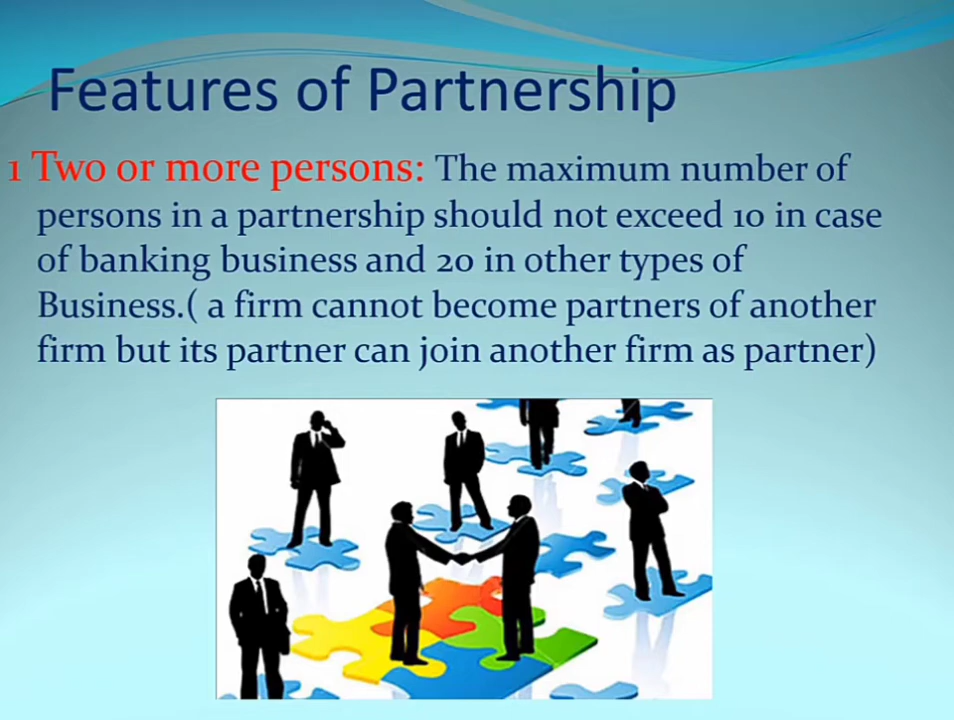 Features of Partnership
1 Two or more persons: The maximum number of
persons in a partnership should not exceed 10 in case
of banking business and 20 in other types of
Business.( a firm cannot become partners of another
firm but its partner can join another firm as partner)